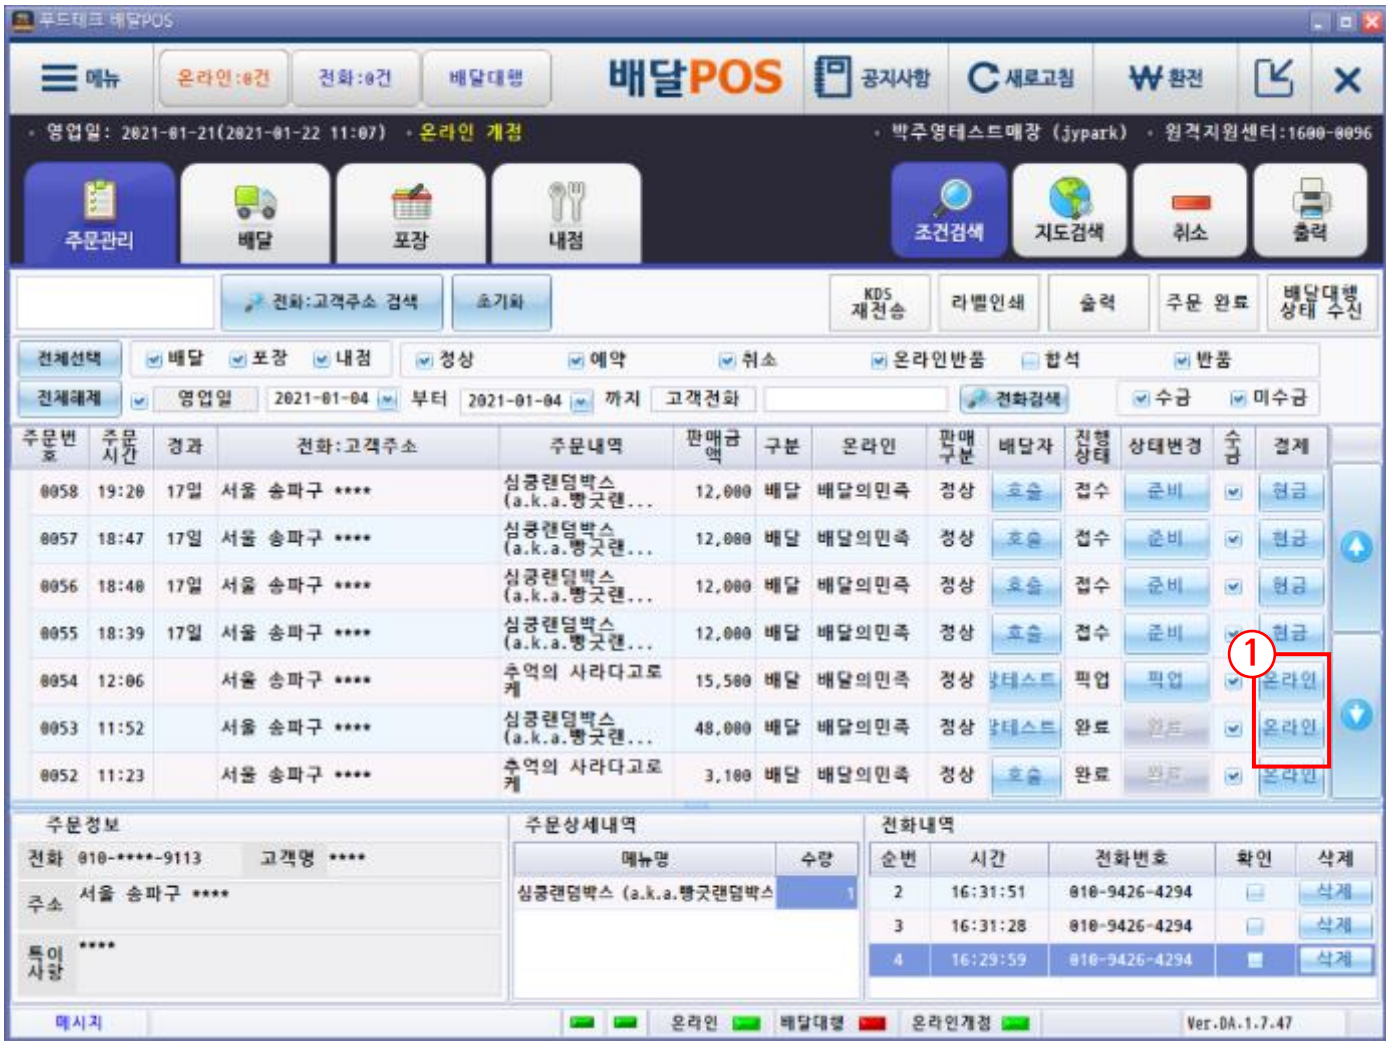 푸드테크 배달POS
메뉴 온라인:0건 전화:0건 배달대행 배달POS 공지사항 새로고침 환전
· 영업일: 2021-01-21(2021-01-22 11:07) · 온라인 개점 · 박주영테스트매장 (jypark) · 원격지원센터:1600-0096
주문관리 배달 포장 내점 조건검색 지도검색 취소 출력
전화:고객주소 검색 초기화 KDS 재전송 라벨인쇄 출력 주문 완료 배달대행 상태 수신
전체선택 배달 포장 내점 정상 예약 취소 온라인반품 합석 반품
전체해제 영업일 2021-01-04 부터 2021-01-04 까지 고객전화 전화검색 수금 미수금
주문번호 주문시간 경과 전화:고객주소 주문내역 판매금액 구분 온라인 판매구분 배달자 진행상태 상태변경 수금 결제
0058 19:20 17일 서울 송파구 **** 심쿵랜덤박스 (a.k.a.빵긋랜... 12,000 배달 배달의민족 정상 호출 접수 준비 현금
0057 18:47 17일 서울 송파구 **** 심쿵랜덤박스 (a.k.a.빵긋랜... 12,000 배달 배달의민족 정상 호출 접수 준비 현금
0056 18:40 17일 서울 송파구 **** 심쿵랜덤박스 (a.k.a.빵긋랜... 12,000 배달 배달의민족 정상 호출 접수 준비 현금
0055 18:39 17일 서울 송파구 **** 심쿵랜덤박스 (a.k.a.빵긋랜... 12,000 배달 배달의민족 정상 호출 접수 준비 현금
1
0054 12:06 서울 송파구 **** 추억의 사라다고로케 15,500 배달 배달의민족 정상 테스트 픽업 픽업 온라인
0053 11:52 서울 송파구 **** 심쿵랜덤박스 (a.k.a.빵긋랜... 48,000 배달 배달의민족 정상 테스트 완료 완료 온라인
0052 11:23 서울 송파구 **** 추억의 사라다고로케 3,100 배달 배달의민족 정상 호출 완료 완료 온라인
주문정보 주문상세내역 전화내역
전화 010-****-9113 고객명 **** 메뉴명 수량 순번 시간 전화번호 확인 삭제
주소 서울 송파구 **** 심쿵랜덤박스 (a.k.a.빵긋랜덤박스 1 2 16:31:51 010-9426-4294 삭제
3 16:31:28 010-9426-4294 삭제
특이사항 **** 4 16:29:59 010-9426-4294 삭제
메시지 온라인 배달대행 온라인개점 Ver.DA.1.7.47